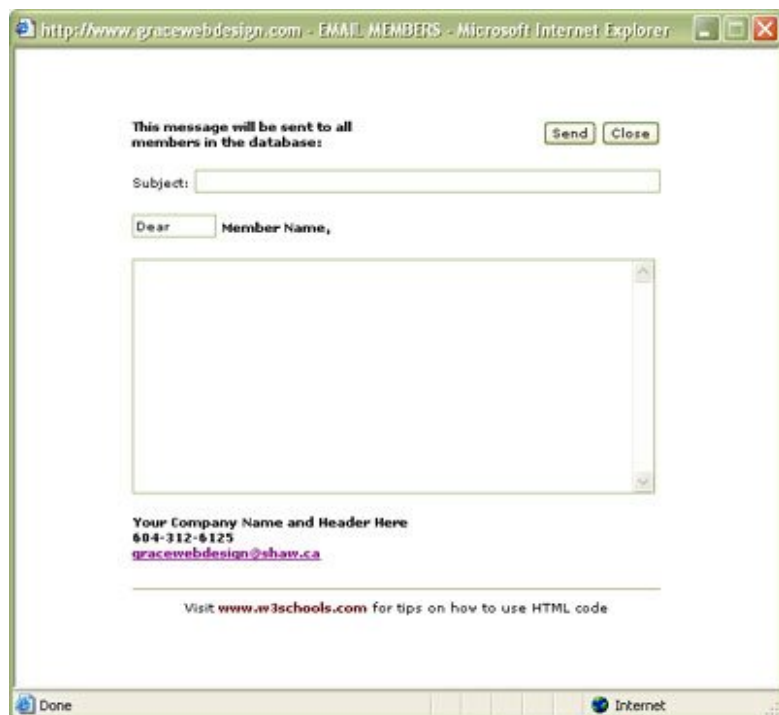 http://www.gracewebdesign.com - EMAIL MEMBERS - Microsoft Internet Explorer
This message will be sent to all
members in the database:
Send Close
Subject:
Dear Member Name,
Your Company Name and Header Here
604-312-6125
gracewebdesign@shaw.ca
Visit www.w3schools.com for tips on how to use HTML code
Done Internet